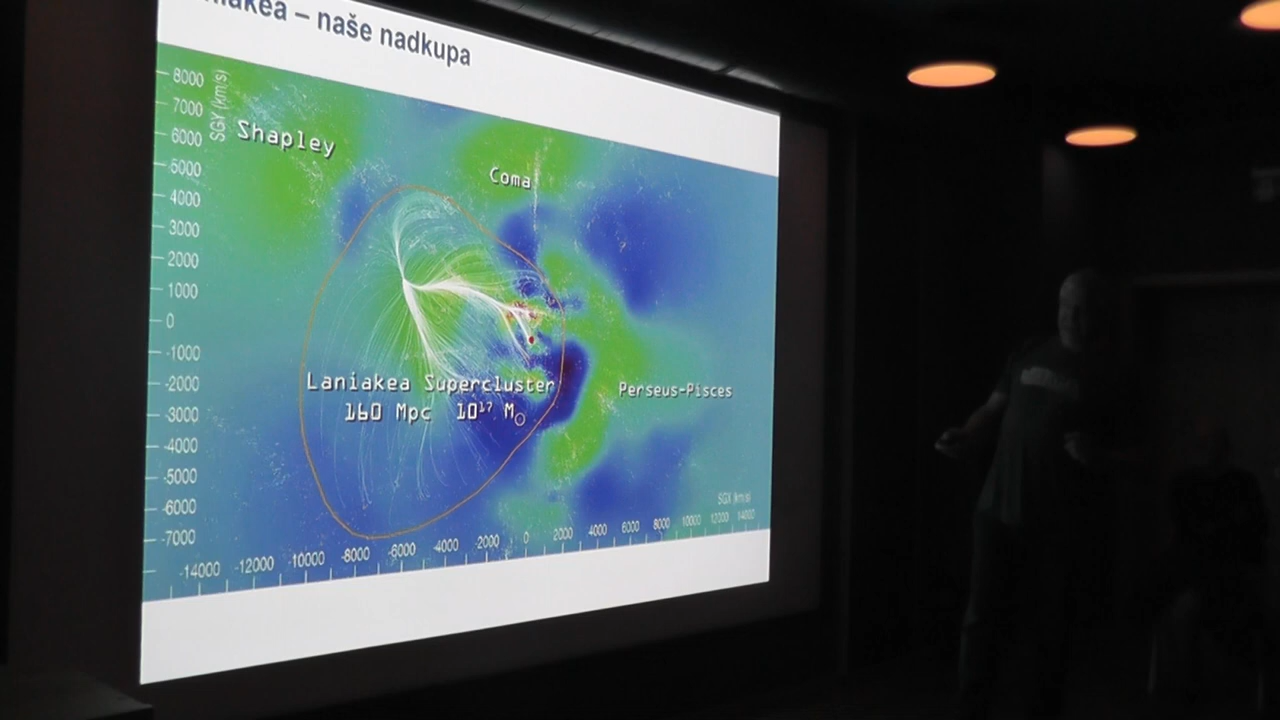 niakea – naše nadkupa
8000
7000
6000
5000
4000
3000
2000
1000
0
-1000
-2000
-3000
-4000
-5000
-6000
-7000
SGY (km/s)
Shapley
Coma
Laniakea Supercluster
160 Mpc 10¹⁷ M☉
Perseus-Pisces
SGX (km/s)
-14000 -12000 -10000 -8000 -6000 -4000 -2000 0 2000 4000 6000 8000 10000 12000 14000